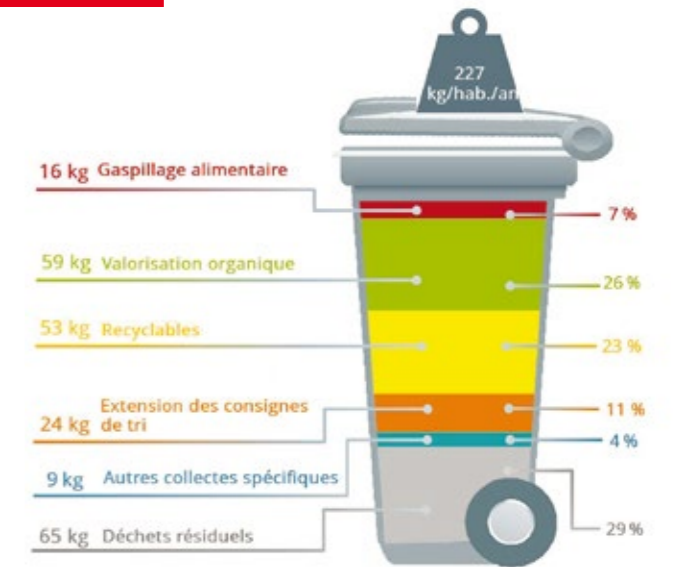 227
kg/hab./an
16 kg Gaspillage alimentaire
7 %
59 kg Valorisation organique
26 %
53 kg Recyclables
23 %
Extension des consignes
24 kg de tri
11 %
9 kg Autres collectes spécifiques
4 %
65 kg Déchets résiduels
29 %